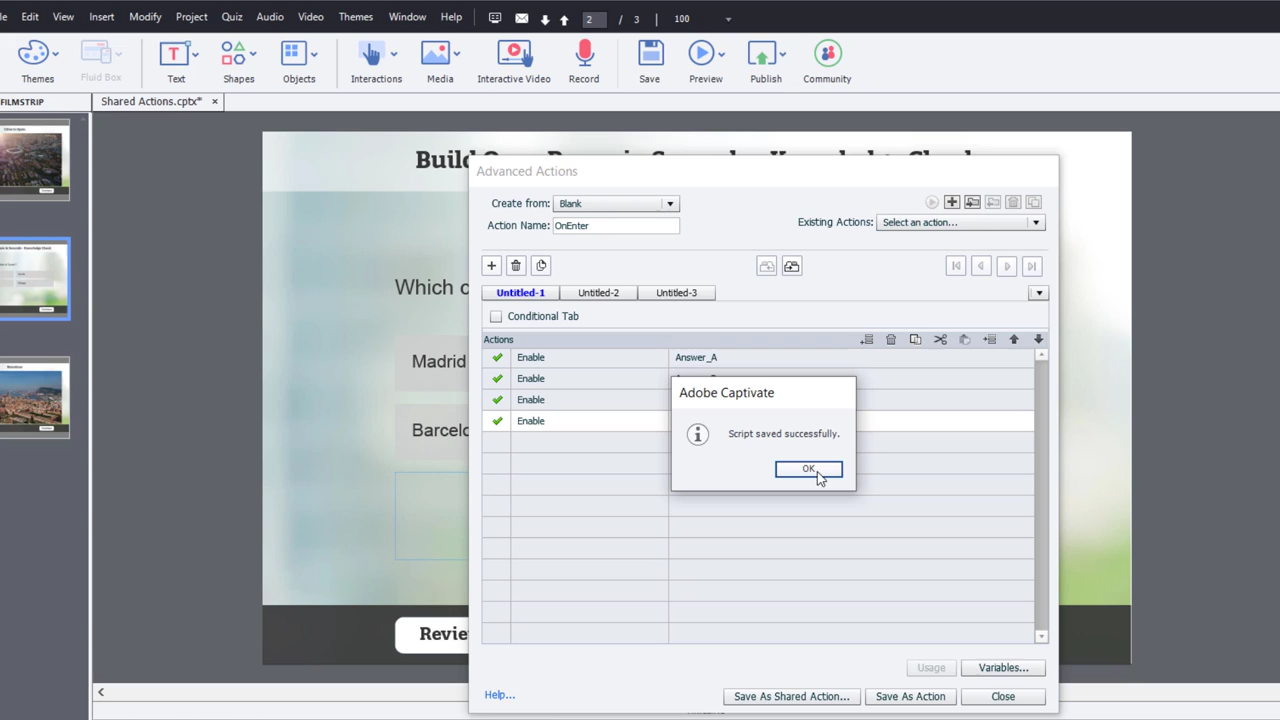 Edit View Insert Modify Project Quiz Audio Video Themes Window Help 2 / 3 100
Themes Fluid Box Text Shapes Objects Interactions Media Interactive Video Record Save Preview Publish Community
FILMSTRIP
Shared Actions.cptx* ×
Advanced Actions
Create from: Blank
Action Name: OnEnter
Existing Actions: Select an action...
Untitled-1 Untitled-2 Untitled-3
Conditional Tab
Actions
Enable Answer_A
Enable
Enable
Enable
Adobe Captivate
Script saved successfully.
OK
Usage Variables...
Help...
Save As Shared Action... Save As Action Close
Build
Which
Madrid